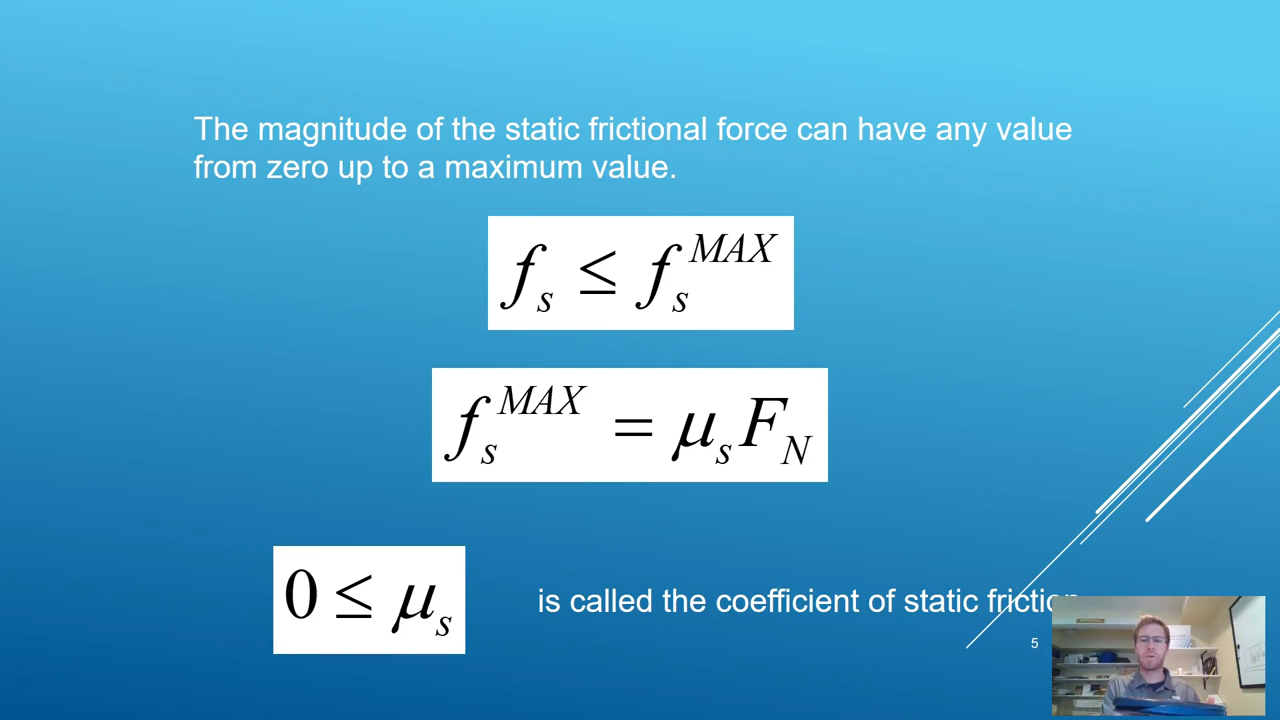 The magnitude of the static frictional force can have any value
from zero up to a maximum value.
f_s ≤ f_s^{MAX}
f_s^{MAX} = μ_s F_N
0 ≤ μ_s is called the coefficient of static friction
5